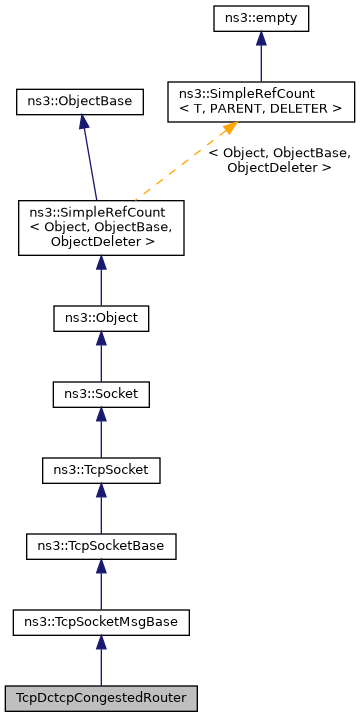 ns3::empty
ns3::ObjectBase
ns3::SimpleRefCount
< T, PARENT, DELETER >
< Object, ObjectBase,
ObjectDeleter >
ns3::SimpleRefCount
< Object, ObjectBase,
ObjectDeleter >
ns3::Object
ns3::Socket
ns3::TcpSocket
ns3::TcpSocketBase
ns3::TcpSocketMsgBase
TcpDctcpCongestedRouter